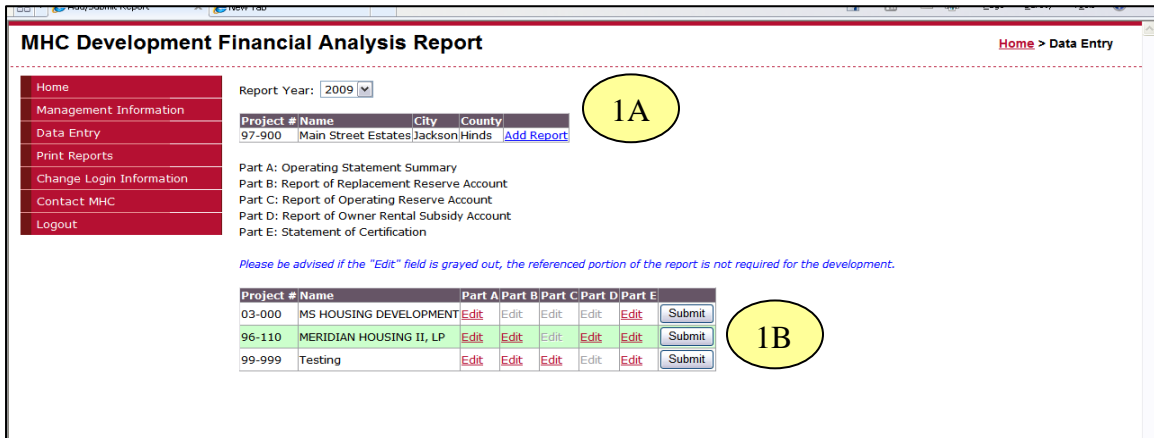 Add/Submit Report New Tab
MHC Development Financial Analysis Report
Home > Data Entry
Home
Management Information
Data Entry
Print Reports
Change Login Information
Contact MHC
Logout
Report Year: 2009
1A
Project # Name City County
97-900 Main Street Estates Jackson Hinds Add Report
Part A: Operating Statement Summary
Part B: Report of Replacement Reserve Account
Part C: Report of Operating Reserve Account
Part D: Report of Owner Rental Subsidy Account
Part E: Statement of Certification
Please be advised if the "Edit" field is grayed out, the referenced portion of the report is not required for the development.
Project # Name Part A Part B Part C Part D Part E
03-000 MS HOUSING DEVELOPMENT Edit Edit Edit Edit Edit Submit
96-110 MERIDIAN HOUSING II, LP Edit Edit Edit Edit Edit Submit
99-999 Testing Edit Edit Edit Edit Edit Submit
1B